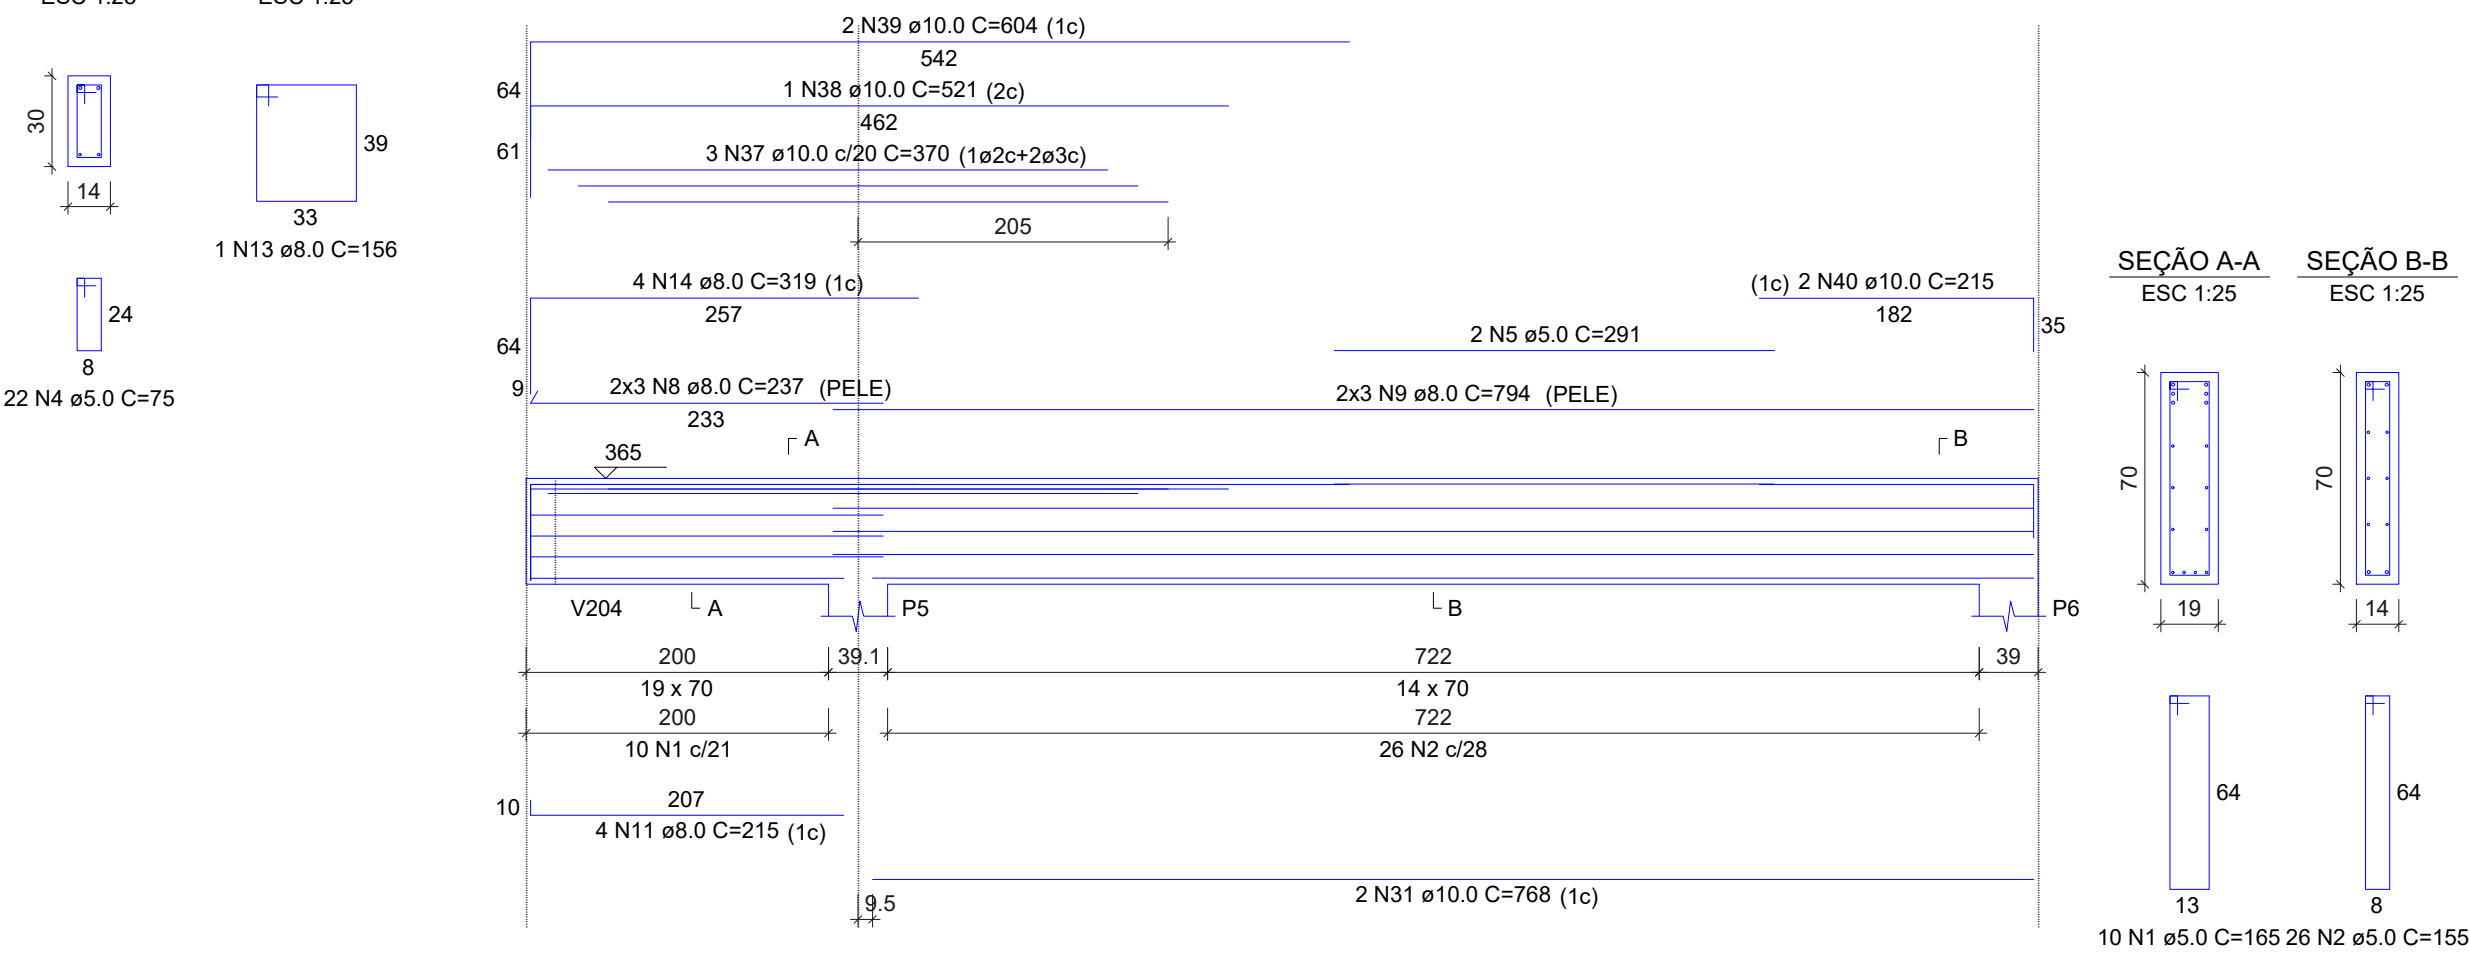 ESC 1:25
ESC 1:25
30
14
39
33
1 N13 ø8.0 C=156
24
8
22 N4 ø5.0 C=75
2 N39 ø10.0 C=604 (1c)
542
64
1 N38 ø10.0 C=521 (2c)
462
61
3 N37 ø10.0 c/20 C=370 (1ø2c+2ø3c)
205
4 N14 ø8.0 C=319 (1c)
257
64
(1c) 2 N40 ø10.0 C=215
182
35
2 N5 ø5.0 C=291
9
2x3 N8 ø8.0 C=237 (PELE)
233
2x3 N9 ø8.0 C=794 (PELE)
A
B
365
V204
A
P5
B
P6
200
39.1
722
39
19 x 70
14 x 70
200
722
10 N1 c/21
26 N2 c/28
10
207
4 N11 ø8.0 C=215 (1c)
2 N31 ø10.0 C=768 (1c)
9.5
SEÇÃO A-A
ESC 1:25
70
19
64
13
10 N1 ø5.0 C=165
SEÇÃO B-B
ESC 1:25
70
14
64
8
26 N2 ø5.0 C=155